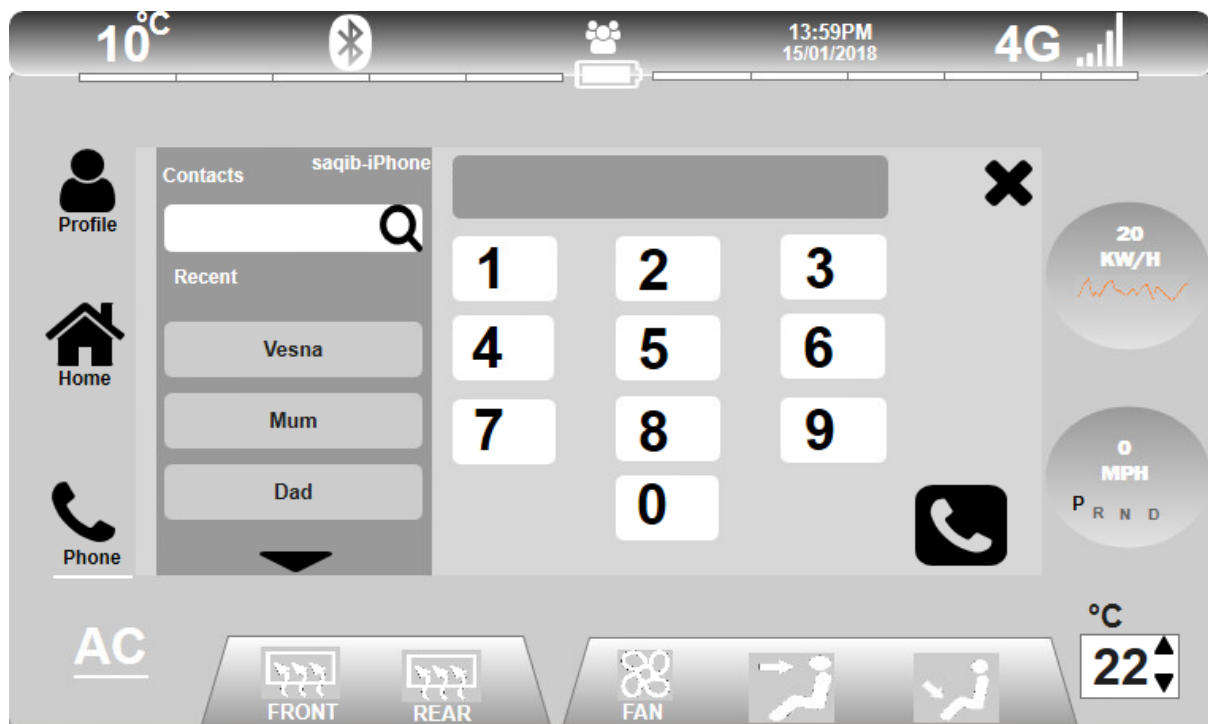 10°C
13:59PM
15/01/2018
4G
Contacts
saqib-iPhone
Recent
Vesna
Mum
Dad
1 2 3
4 5 6
7 8 9
0
Profile
Home
Phone
20
KW/H
0
MPH
P R N D
AC
FRONT
REAR
FAN
°C
22